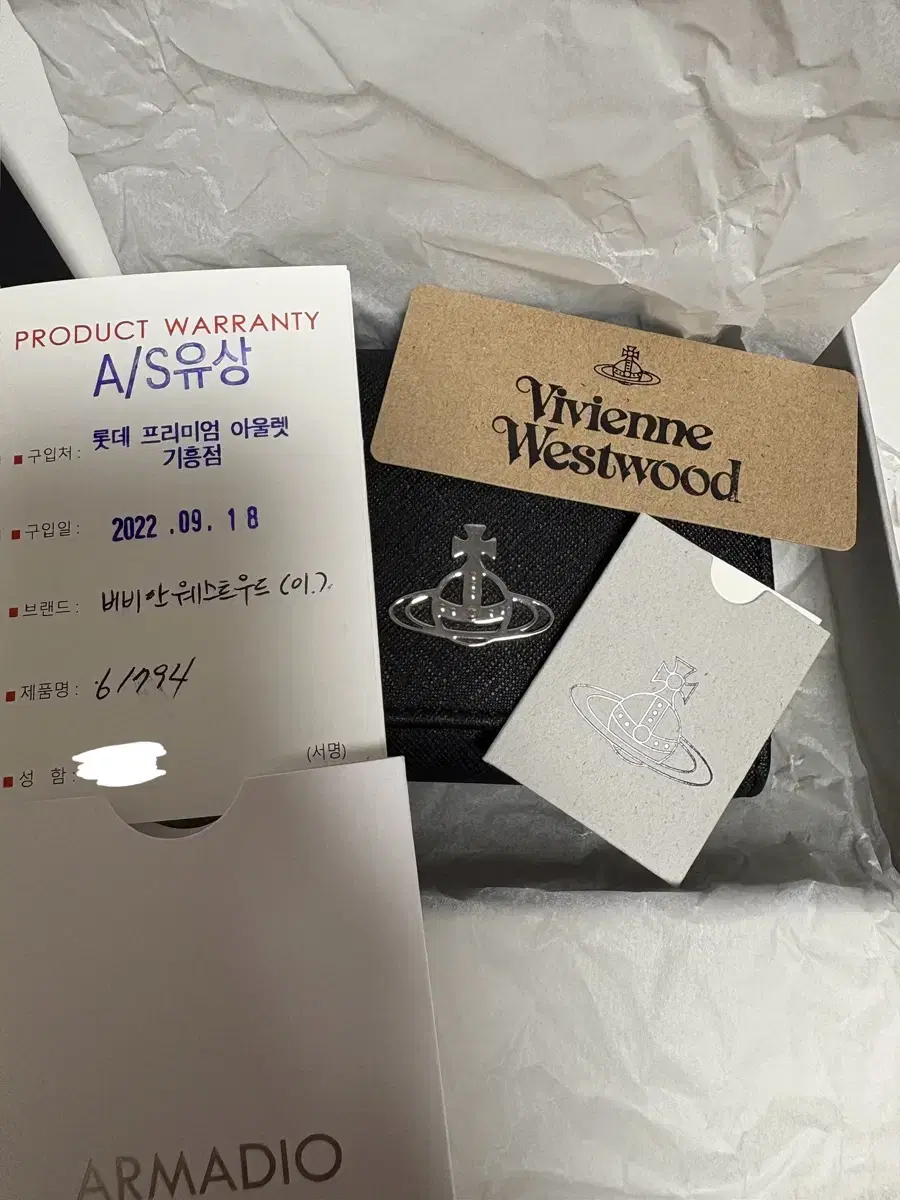 PRODUCT WARRANTY
A/S유상
구입처 : 롯데 프리미엄 아울렛
기흥점
구입일 : 2022 .09. 18
브랜드 : 비비안웨스트우드 (이.)
제품명 : 61794
성 함 :
(서명)
ARMADIO
Vivienne
Westwood